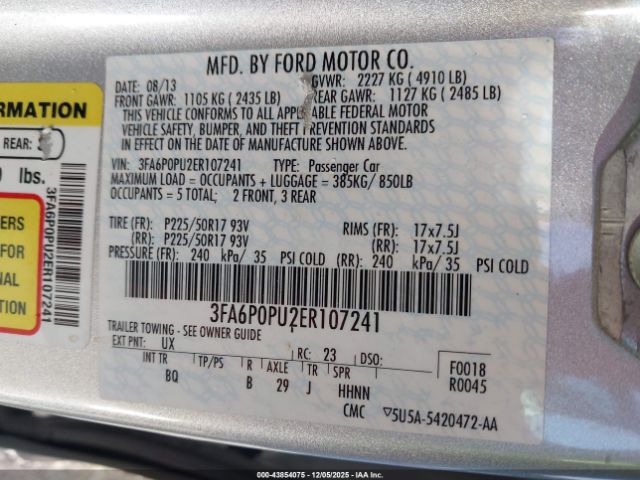 MFD. BY FORD MOTOR CO.
DATE: 08/13 GVWR: 2227 KG ( 4910 LB)
FRONT GAWR: 1105 KG ( 2435 LB) REAR GAWR: 1127 KG ( 2485 LB)
THIS VEHICLE CONFORMS TO ALL APPLICABLE FEDERAL MOTOR
VEHICLE SAFETY, BUMPER, AND THEFT PREVENTION STANDARDS
IN EFFECT ON THE DATE OF MANUFACTURE SHOWN ABOVE.
VIN: 3FA6P0PU2ER107241 TYPE: Passenger Car
MAXIMUM LOAD = OCCUPANTS + LUGGAGE = 385KG/ 850LB
OCCUPANTS = 5 TOTAL; 2 FRONT, 3 REAR
TIRE (FR): P225/50R17 93V RIMS (FR): 17x7.5J
(RR): P225/50R17 93V (RR): 17x7.5J
PRESSURE (FR): 240 kPa/ 35 PSI COLD (RR): 240 kPa/ 35 PSI COLD
3FA6P0PU2ER107241
TRAILER TOWING - SEE OWNER GUIDE
EXT PNT: UX RC: 23 DSO: F0018
INT TR TP/PS R AXLE TR SPR R0045
BQ B 29 J HHNN
CMC 5U5A-5420472-AA
FORMATION
REAR:
lbs.
3FA6P0PU2ER107241
ERS
FOR
NAL
ATION
# 43854075 - 12/05/2025 - IAA Inc.